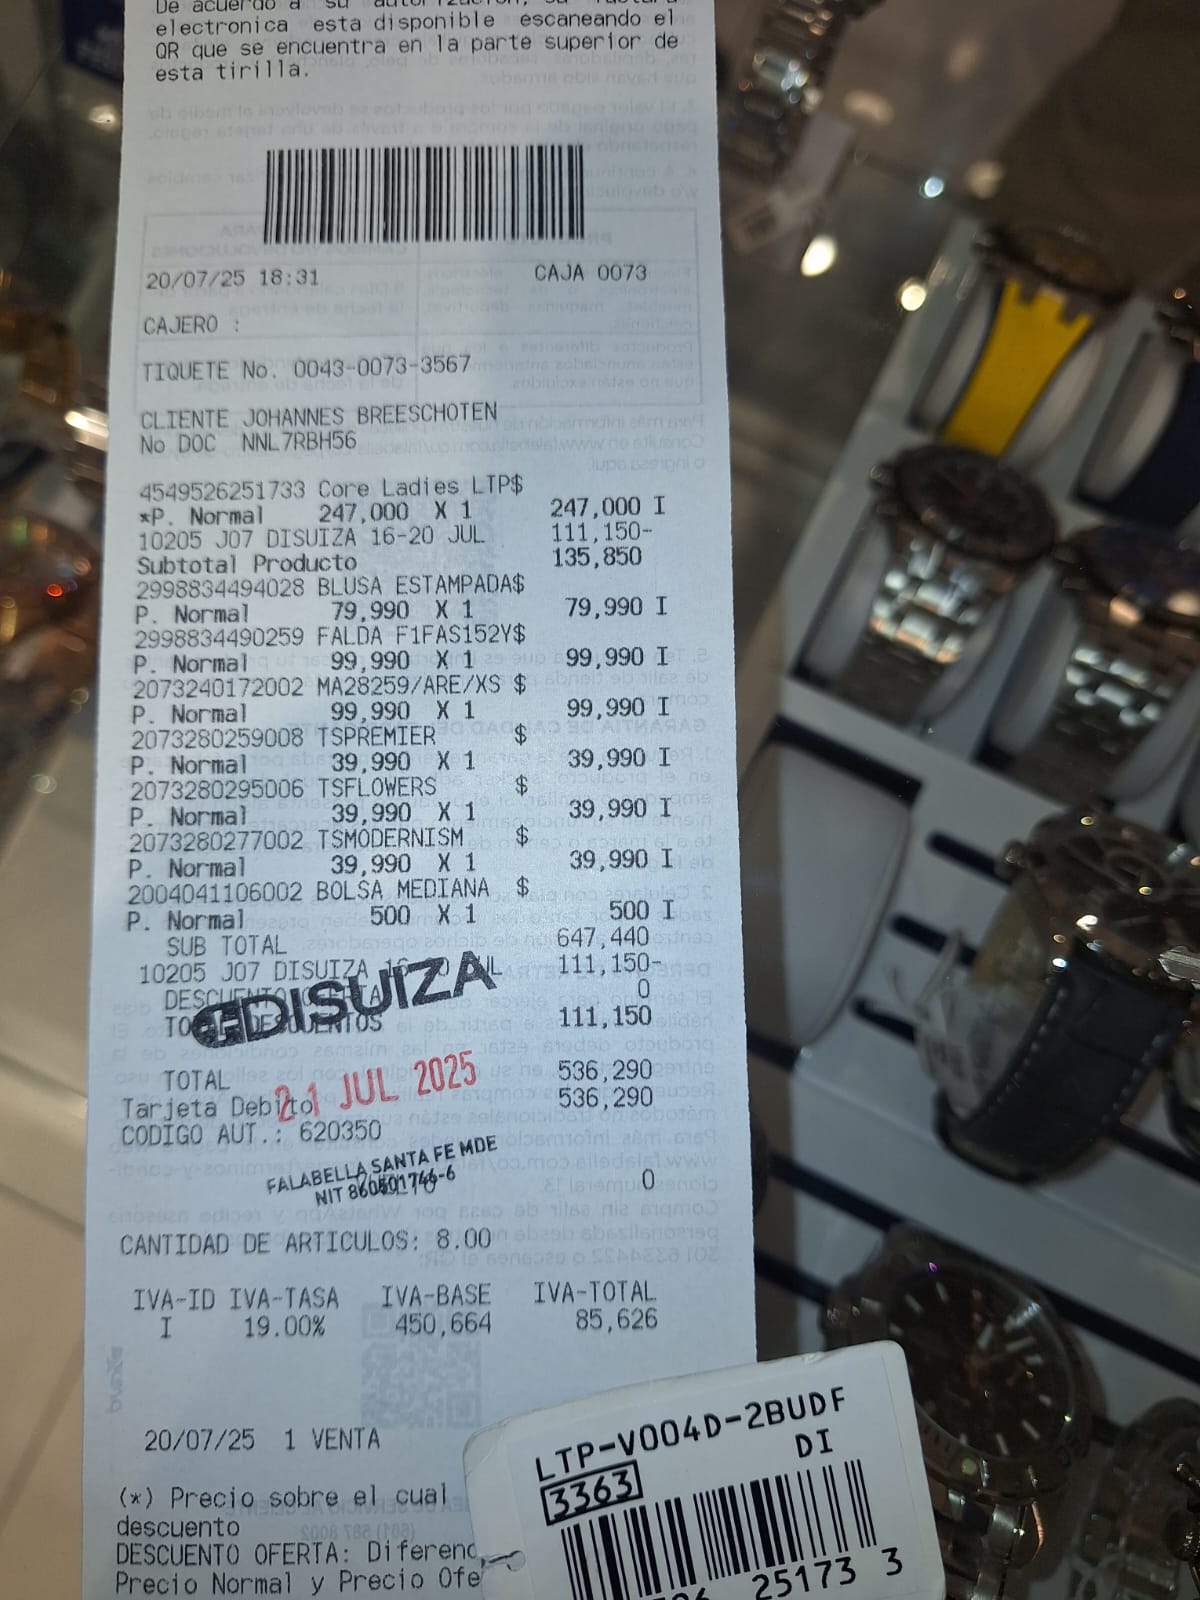 De acuerdo a su autorización, su factura
electronica esta disponible escaneando el
QR que se encuentra en la parte superior de
esta tirilla.
20/07/25 18:31 CAJA 0073
CAJERO :
TIQUETE No. 0043-0073-3567
CLIENTE JOHANNES BREESCHOTEN
No DOC NNL7RBH56
4549526251733 Core Ladies LTP$
*P. Normal 247,000 X 1 247,000 I
10205 J07 DISUIZA 16-20 JUL 111,150-
Subtotal Producto 135,850
2998834494028 BLUSA ESTAMPADA$
P. Normal 79,990 X 1 79,990 I
2998834490259 FALDA F1FAS152Y$
P. Normal 99,990 X 1 99,990 I
2073240172002 MA28259/ARE/XS $
P. Normal 99,990 X 1 99,990 I
2073280259008 TSPREMIER $
P. Normal 39,990 X 1 39,990 I
2073280295006 TSFLOWERS $
P. Normal 39,990 X 1 39,990 I
2073280277002 TSMODERNISM $
P. Normal 39,990 X 1 39,990 I
2004041106002 BOLSA MEDIANA $
P. Normal 500 X 1 500 I
SUB TOTAL 647,440
10205 J07 DISUIZA 111,150-
0
DISUIZA
111,150
TOTAL 536,290
21 JUL 2025
Tarjeta Debito 536,290
CODIGO AUT.: 620350
FALABELLA SANTA FE MDE
NIT 860501746-6
0
CANTIDAD DE ARTICULOS: 8.00
IVA-ID IVA-TASA IVA-BASE IVA-TOTAL
I 19.00% 450,664 85,626
20/07/25 1 VENTA
(*) Precio sobre el cual
descuento
DESCUENTO OFERTA:
Precio Normal y Precio
LTP-V004D-2BUDF
DI
3363
25173 3